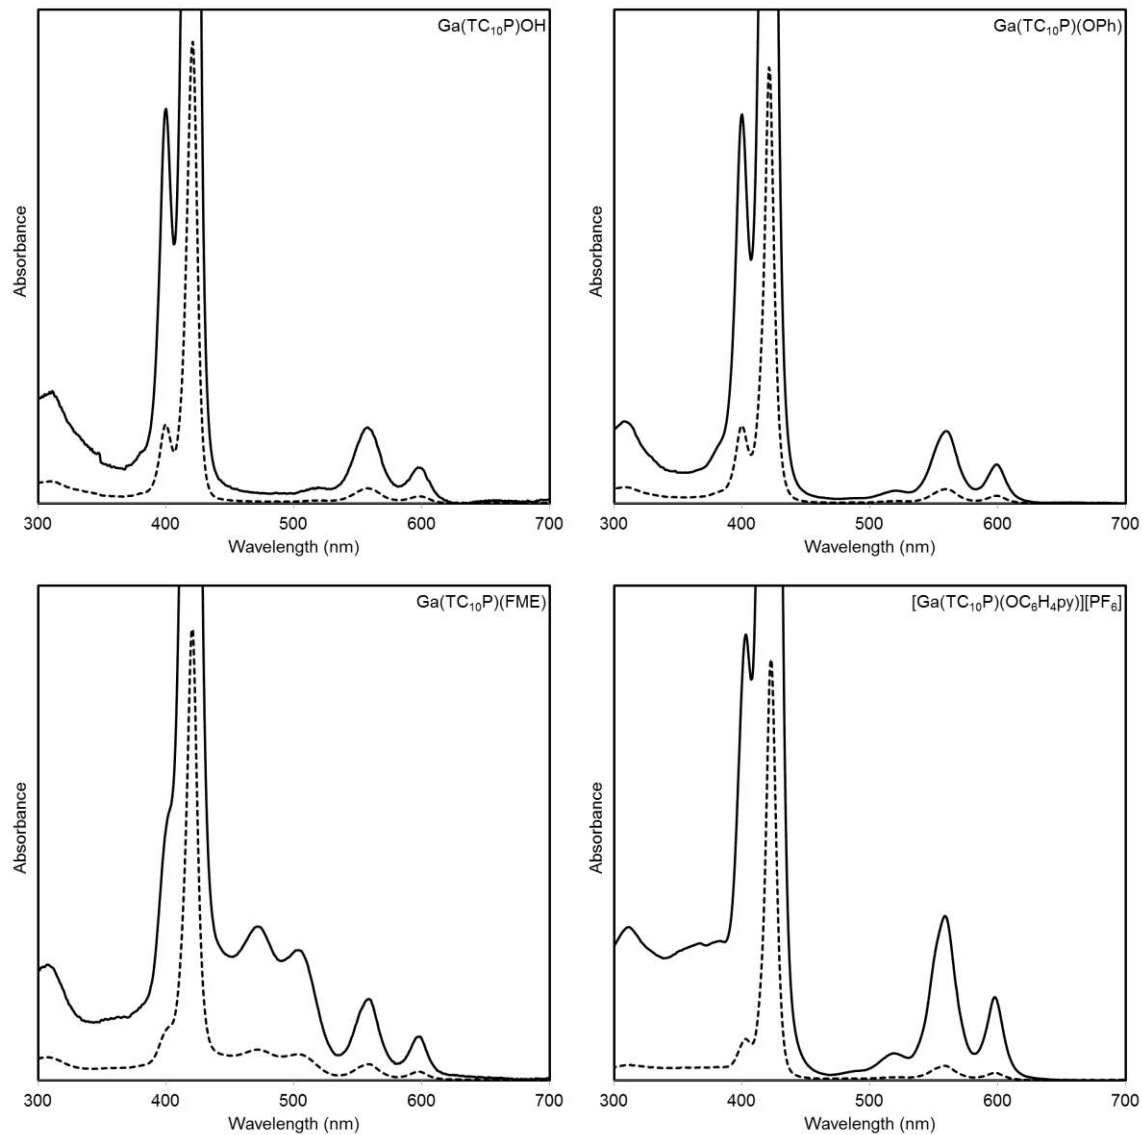 Ga(TC₁₀P)OH
Absorbance
300 400 500 600 700
Wavelength (nm)
Ga(TC₁₀P)(OPh)
Absorbance
300 400 500 600 700
Wavelength (nm)
Ga(TC₁₀P)(FME)
Absorbance
300 400 500 600 700
Wavelength (nm)
[Ga(TC₁₀P)(OC₆H₄py)][PF₆]
Absorbance
300 400 500 600 700
Wavelength (nm)